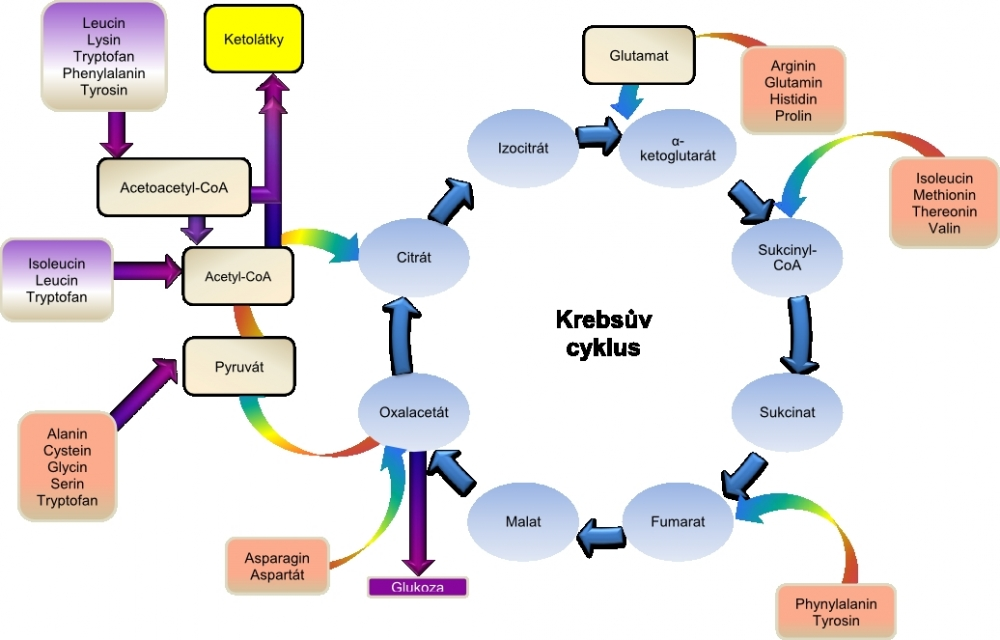 Leucin
Lysin
Tryptofan
Phenylalanin
Tyrosin
Ketolátky
Glutamat
Arginin
Glutamin
Histidin
Prolin
Izocitrát
α-
ketoglutarát
Acetoacetyl-CoA
Isoleucin
Methionin
Thereonin
Valin
Citrát
Sukcinyl-
CoA
Isoleucin
Leucin
Tryptofan
Acetyl-CoA
Krebsův
cyklus
Pyruvát
Oxalacetát
Sukcinat
Alanin
Cystein
Glycin
Serin
Tryptofan
Malat
Fumarat
Asparagin
Aspartát
Glukoza
Phynylalanin
Tyrosin